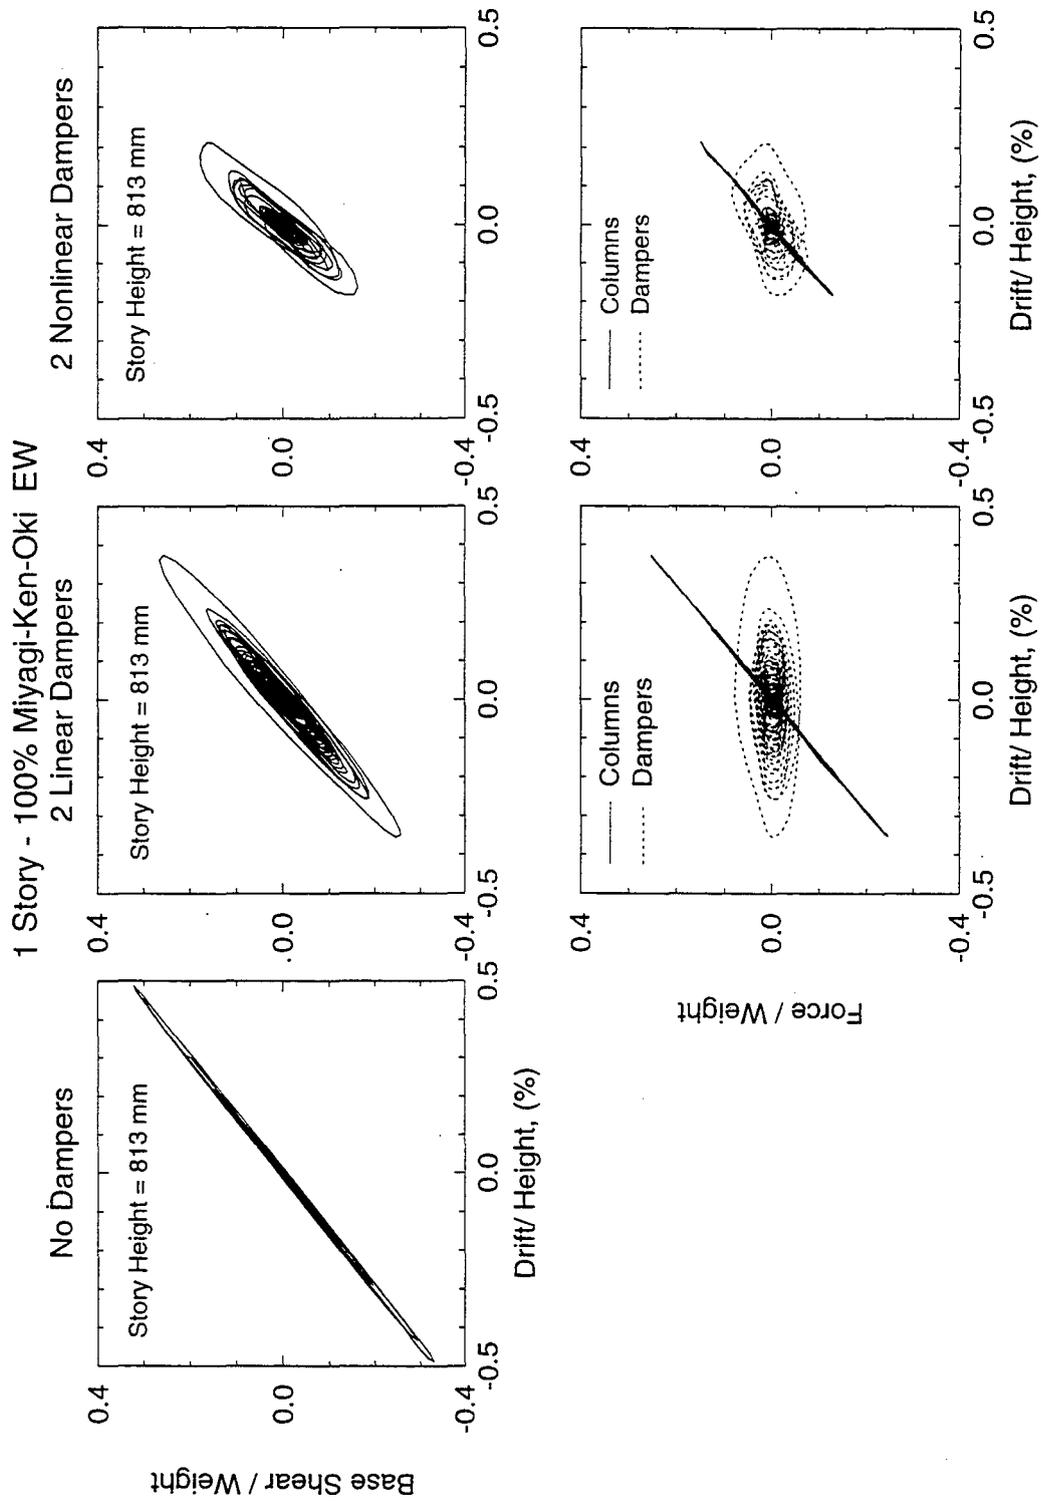 1 Story - 100% Miyagi-Ken-Oki EW
No Dampers
2 Linear Dampers
2 Nonlinear Dampers
Base Shear / Weight
0.4
0.0
-0.4
Story Height = 813 mm
-0.5
0.0
0.5
Drift/ Height, (%)
0.4
0.0
-0.4
Story Height = 813 mm
-0.5
0.0
0.5
0.4
0.0
-0.4
Story Height = 813 mm
-0.5
0.0
0.5
Force / Weight
0.4
0.0
-0.4
Columns
Dampers
-0.5
0.0
0.5
Drift/ Height, (%)
0.4
0.0
-0.4
Columns
Dampers
-0.5
0.0
0.5
Drift/ Height, (%)